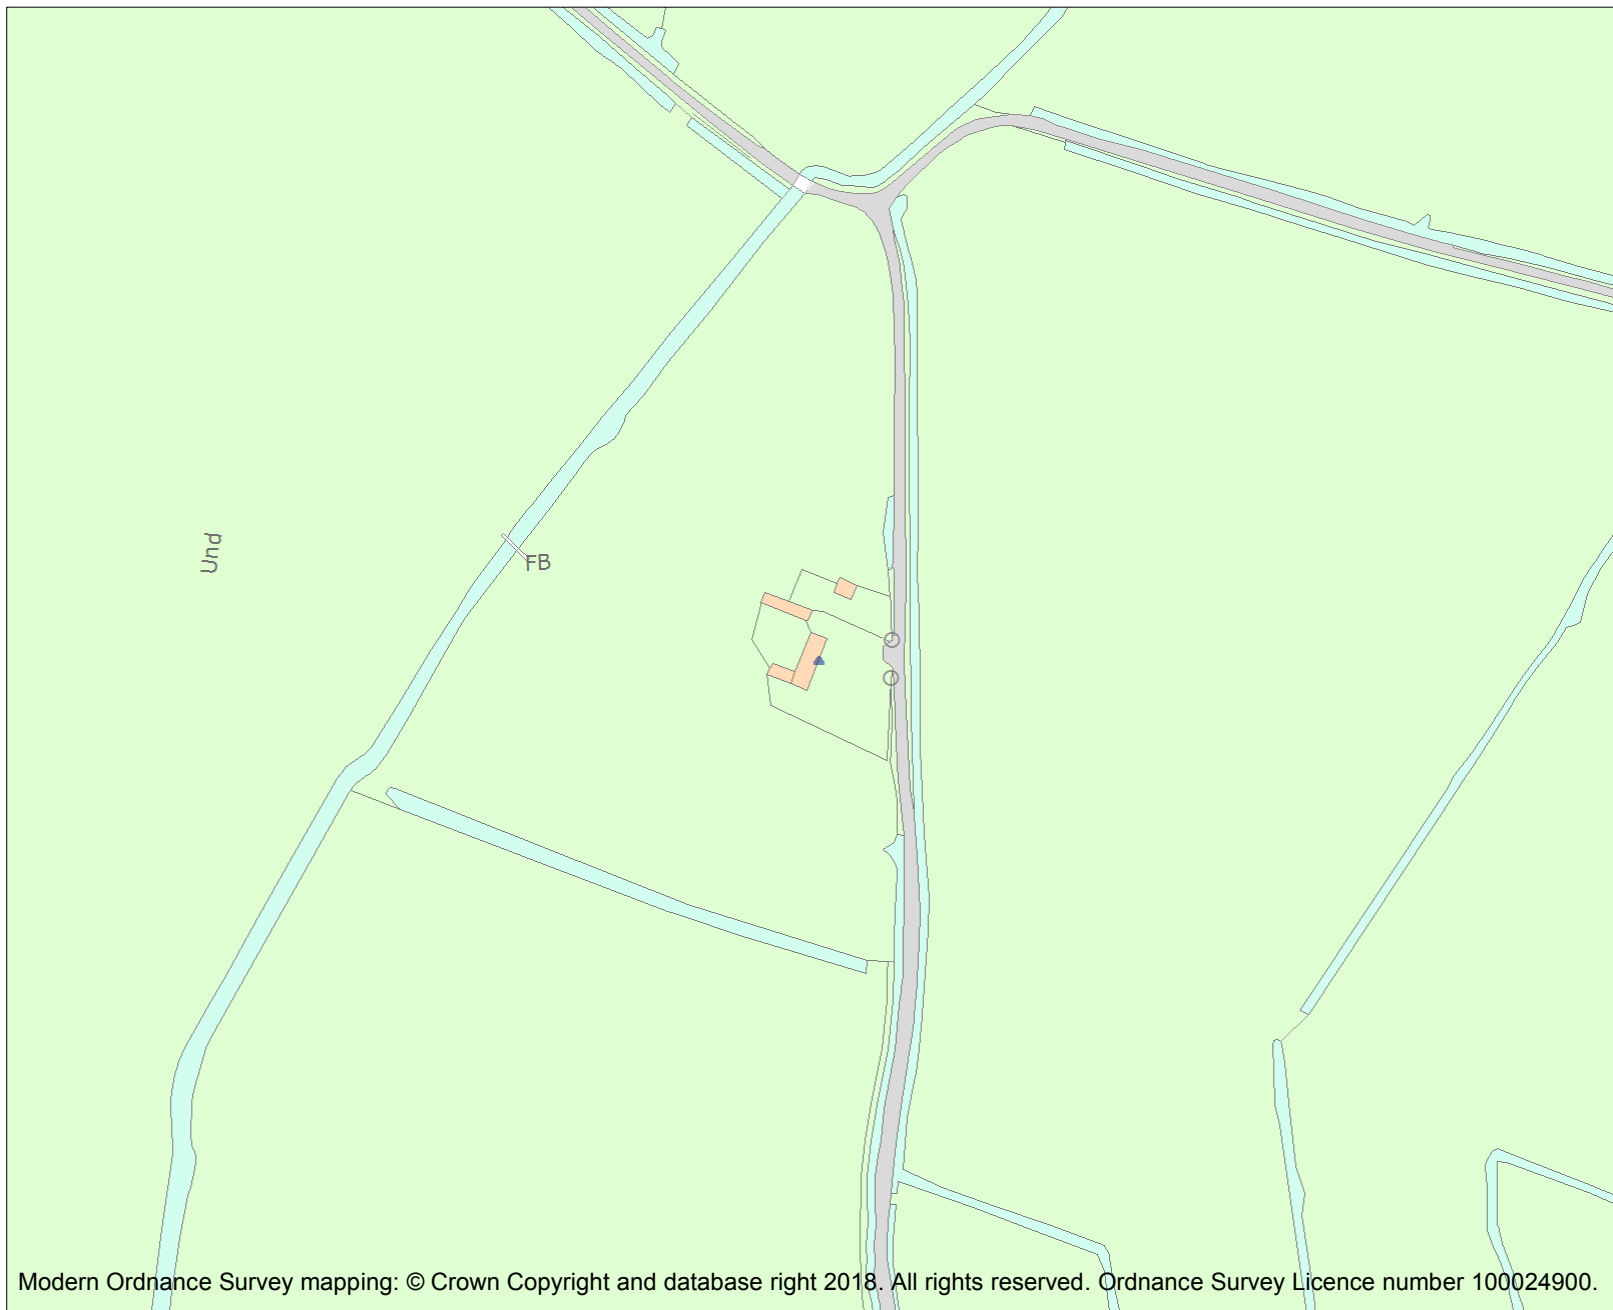 Und
FB
Modern Ordnance Survey mapping: © Crown Copyright and database right 2018. All rights reserved. Ordnance Survey Licence number 100024900.